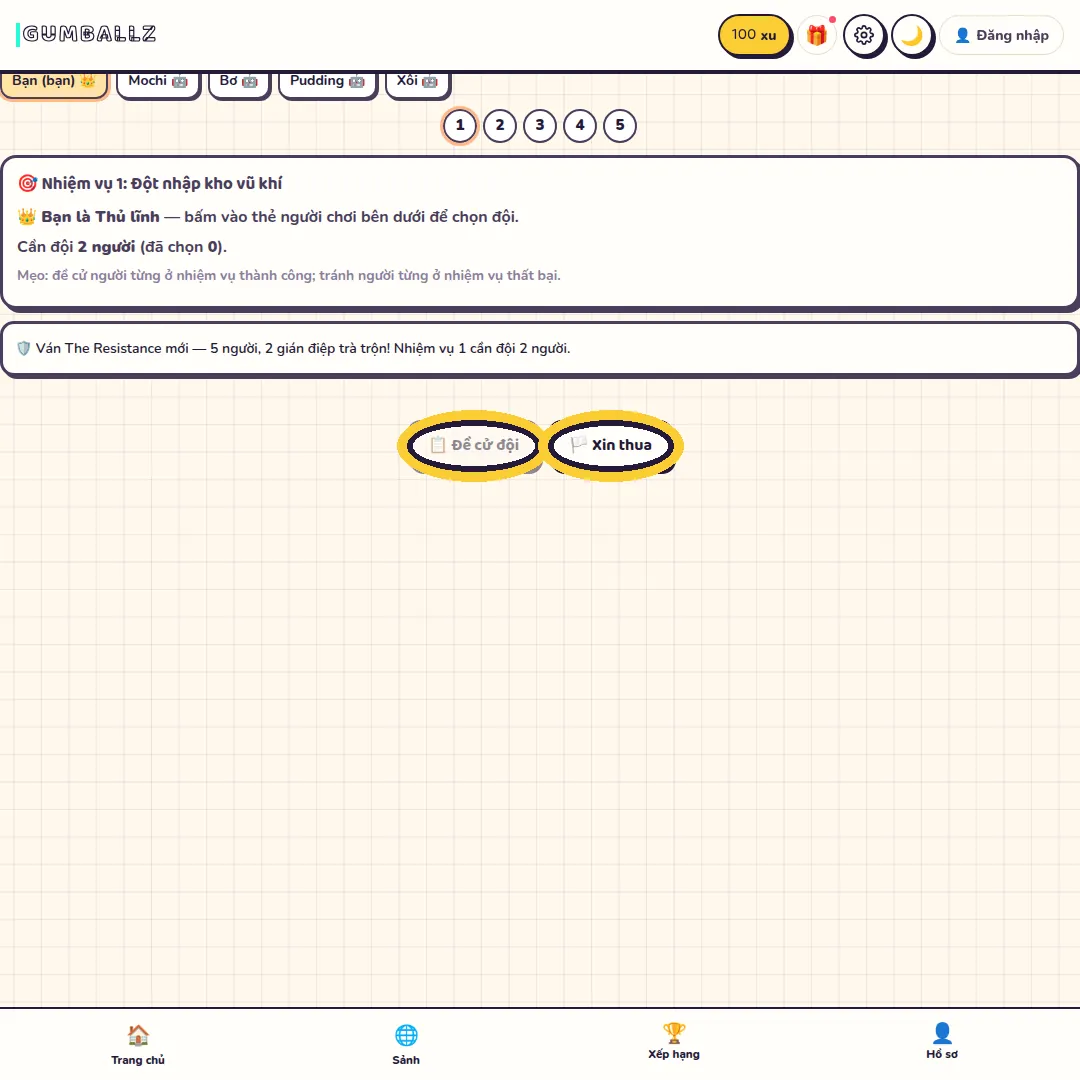 GUMBALLZ
100 xu
Đăng nhập
Bạn (bạn)
Mochi
Bơ
Pudding
Xôi
1 2 3 4 5
Nhiệm vụ 1: Đột nhập kho vũ khí
Bạn là Thủ lĩnh — bấm vào thẻ người chơi bên dưới để chọn đội.
Cần đội 2 người (đã chọn 0).
Mẹo: đề cử người từng ở nhiệm vụ thành công; tránh người từng ở nhiệm vụ thất bại.
Ván The Resistance mới — 5 người, 2 gián điệp trà trộn! Nhiệm vụ 1 cần đội 2 người.
Đề cử đội
Xin thua
Trang chủ
Sảnh
Xếp hạng
Hồ sơ